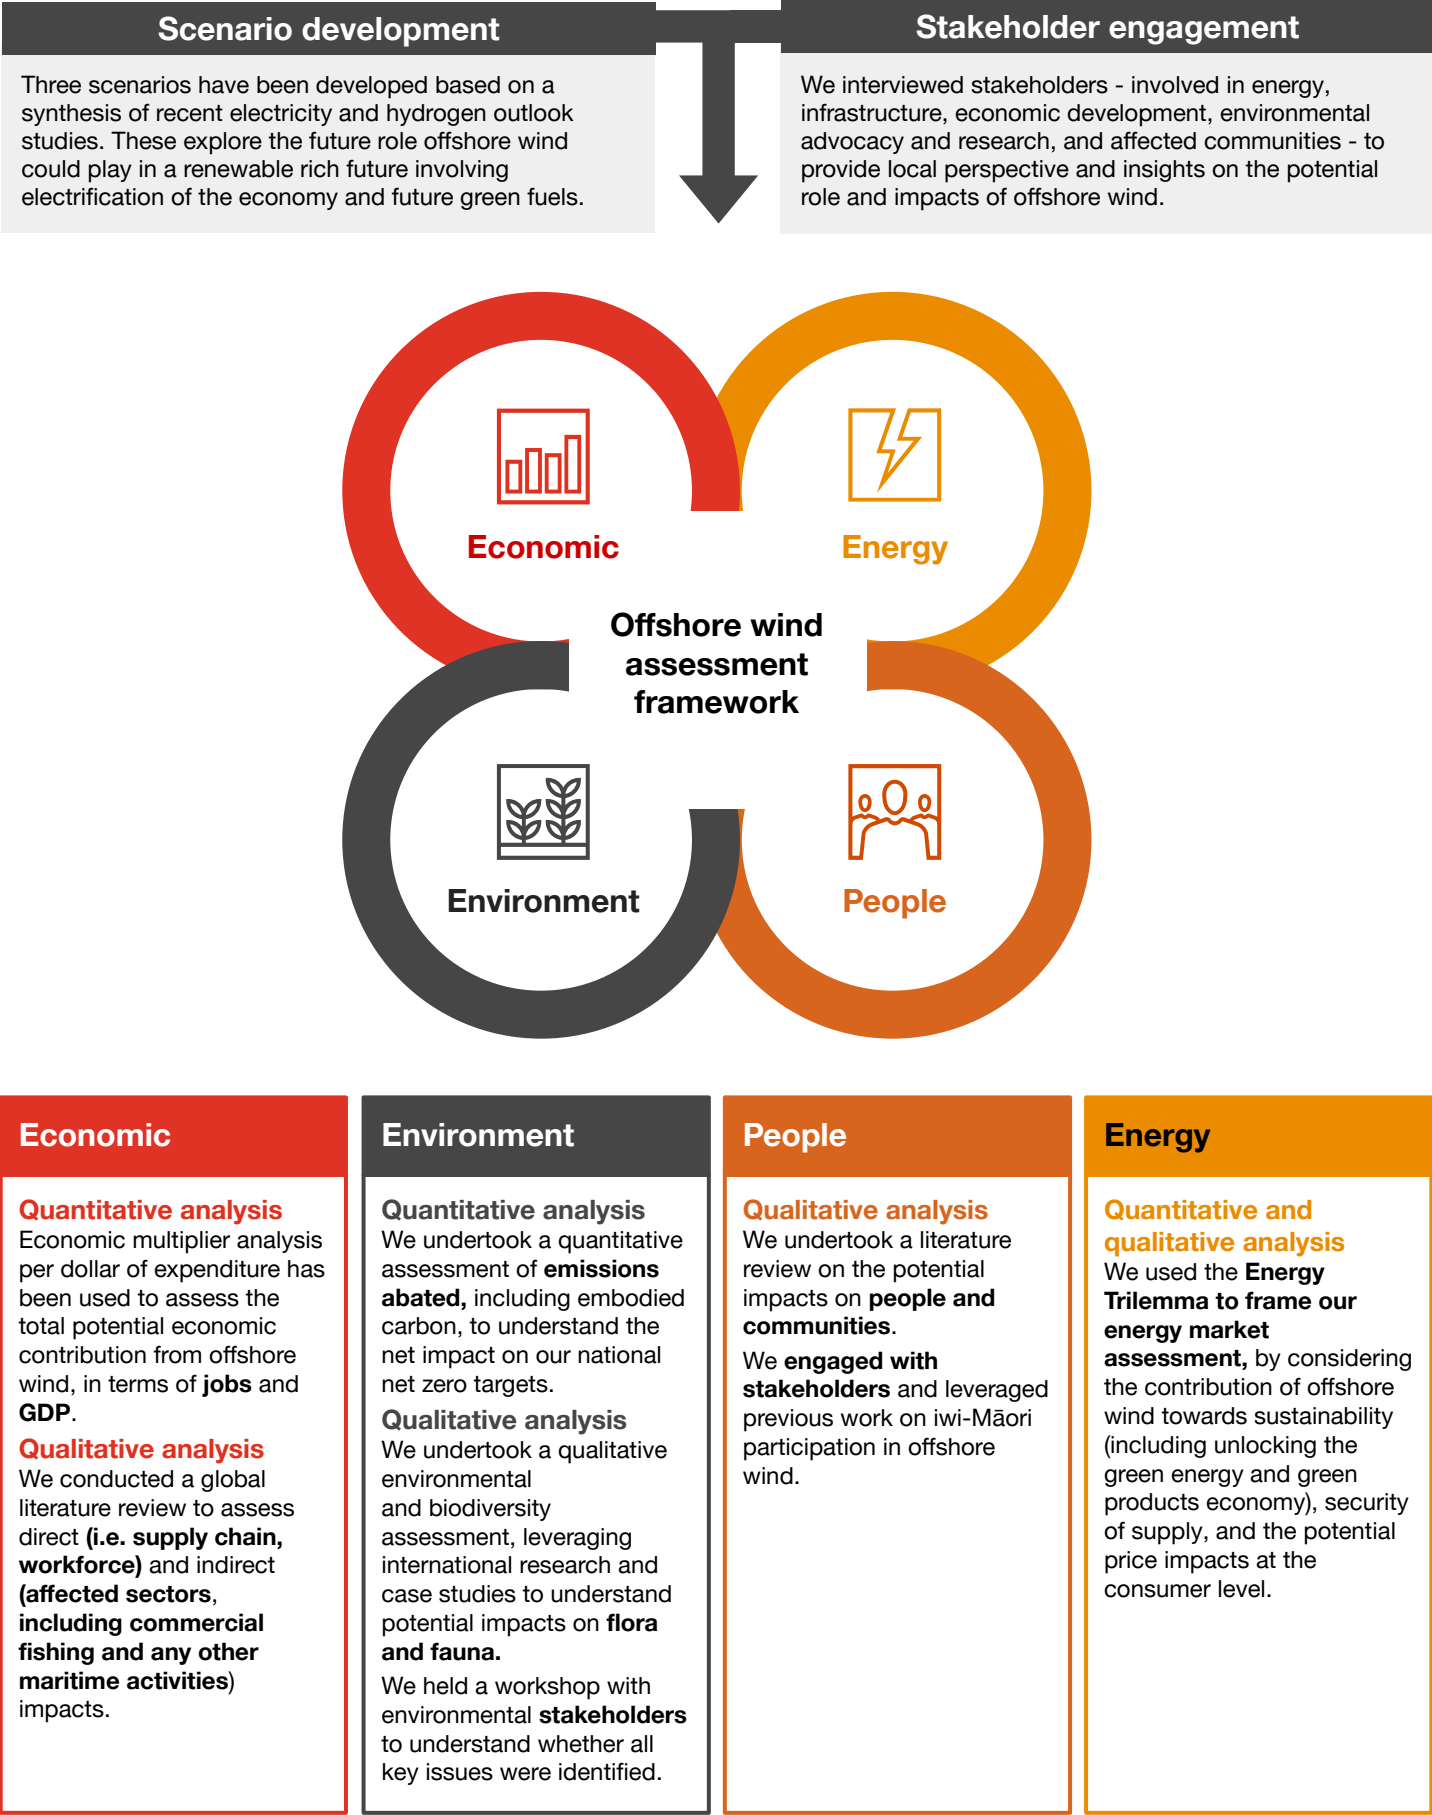 Scenario development
Three scenarios have been developed based on a
synthesis of recent electricity and hydrogen outlook
studies. These explore the future role offshore wind
could play in a renewable rich future involving
electrification of the economy and future green fuels.
Stakeholder engagement
We interviewed stakeholders - involved in energy,
infrastructure, economic development, environmental
advocacy and research, and affected communities - to
provide local perspective and insights on the potential
role and impacts of offshore wind.
Economic
Energy
Offshore wind
assessment
framework
Environment
People
Economic
Quantitative analysis
Economic multiplier analysis
per dollar of expenditure has
been used to assess the
total potential economic
contribution from offshore
wind, in terms of jobs and
GDP.
Qualitative analysis
We conducted a global
literature review to assess
direct (i.e. supply chain,
workforce) and indirect
(affected sectors,
including commercial
fishing and any other
maritime activities)
impacts.
Environment
Quantitative analysis
We undertook a quantitative
assessment of emissions
abated, including embodied
carbon, to understand the
net impact on our national
net zero targets.
Qualitative analysis
We undertook a qualitative
environmental
and biodiversity
assessment, leveraging
international research and
case studies to understand
potential impacts on flora
and fauna.
We held a workshop with
environmental stakeholders
to understand whether all
key issues were identified.
People
Qualitative analysis
We undertook a literature
review on the potential
impacts on people and
communities.
We engaged with
stakeholders and leveraged
previous work on iwi-Māori
participation in offshore
wind.
Energy
Quantitative and
qualitative analysis
We used the Energy
Trilemma to frame our
energy market
assessment, by considering
the contribution of offshore
wind towards sustainability
(including unlocking the
green energy and green
products economy), security
of supply, and the potential
price impacts at the
consumer level.